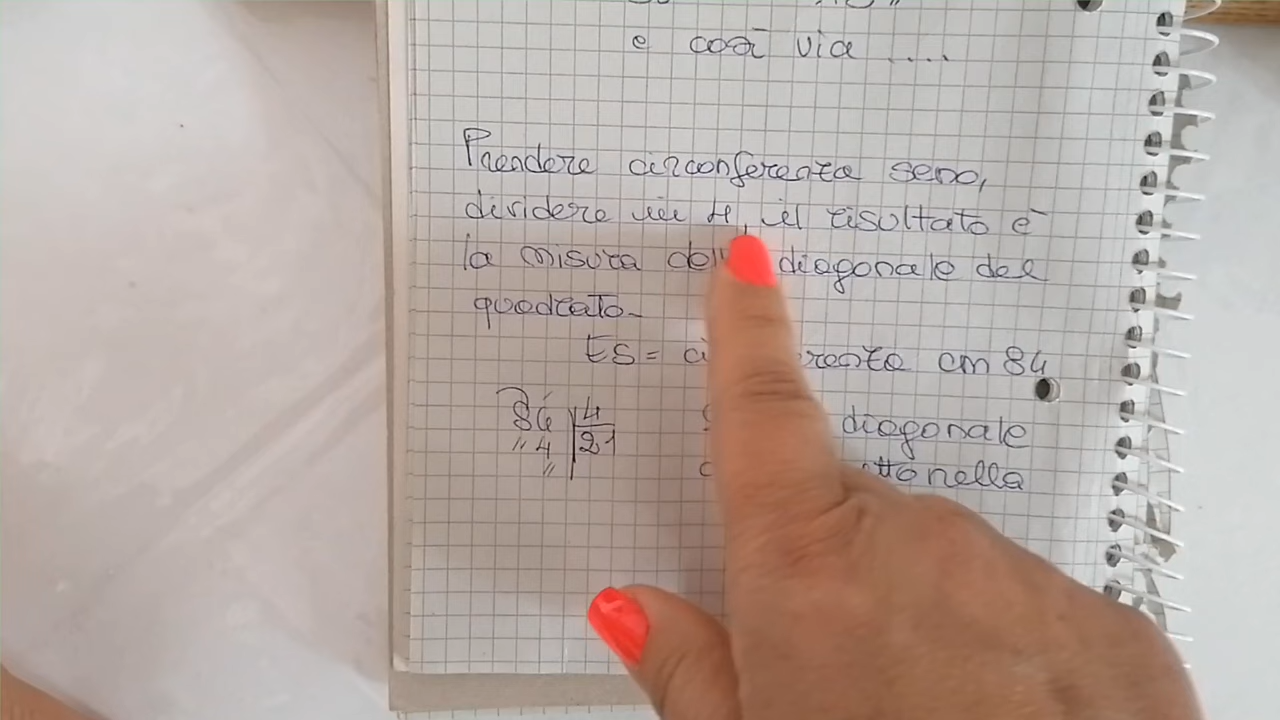 e così via ....
Prendere circonferenza seno,
dividere in 4, il risultato è
la misura diagonale del
quadrato-
ES= cm 84
84 4 diagonale
"4 21
"